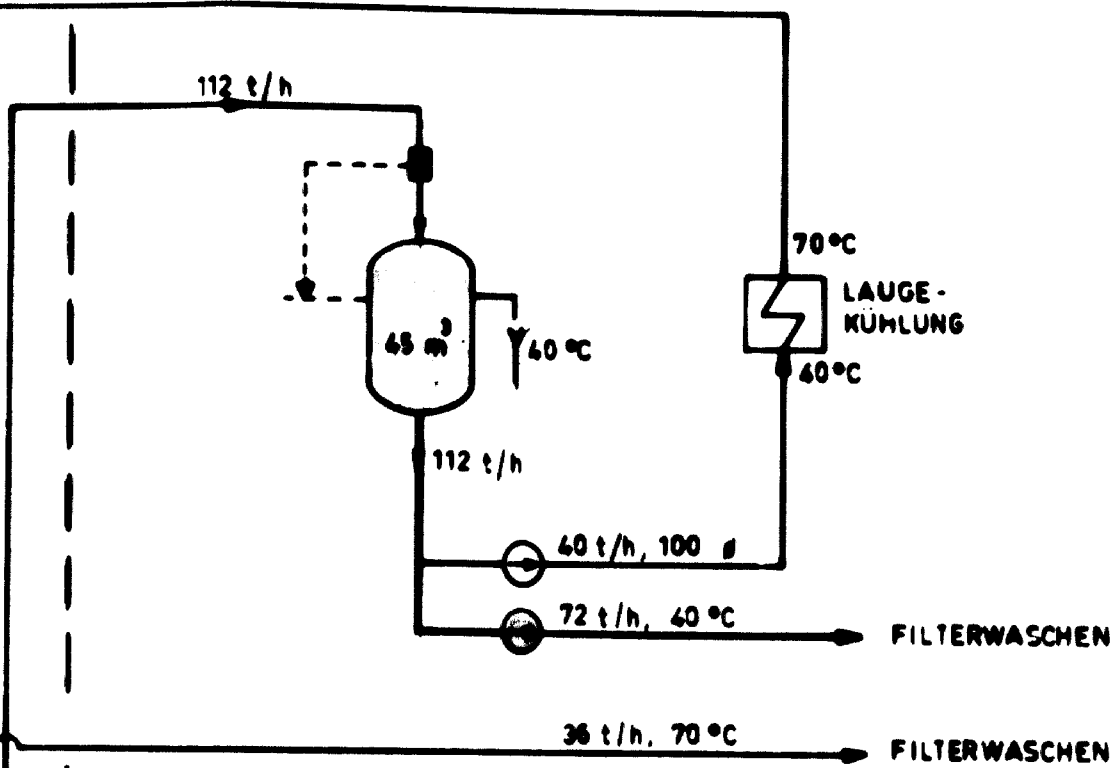 112 t/h
70°C
LAUGE-
KÜHLUNG
45 m³
40°C
40°C
112 t/h
40 t/h, 100 ø
72 t/h, 40°C
FILTERWASCHEN
36 t/h, 70°C
FILTERWASCHEN